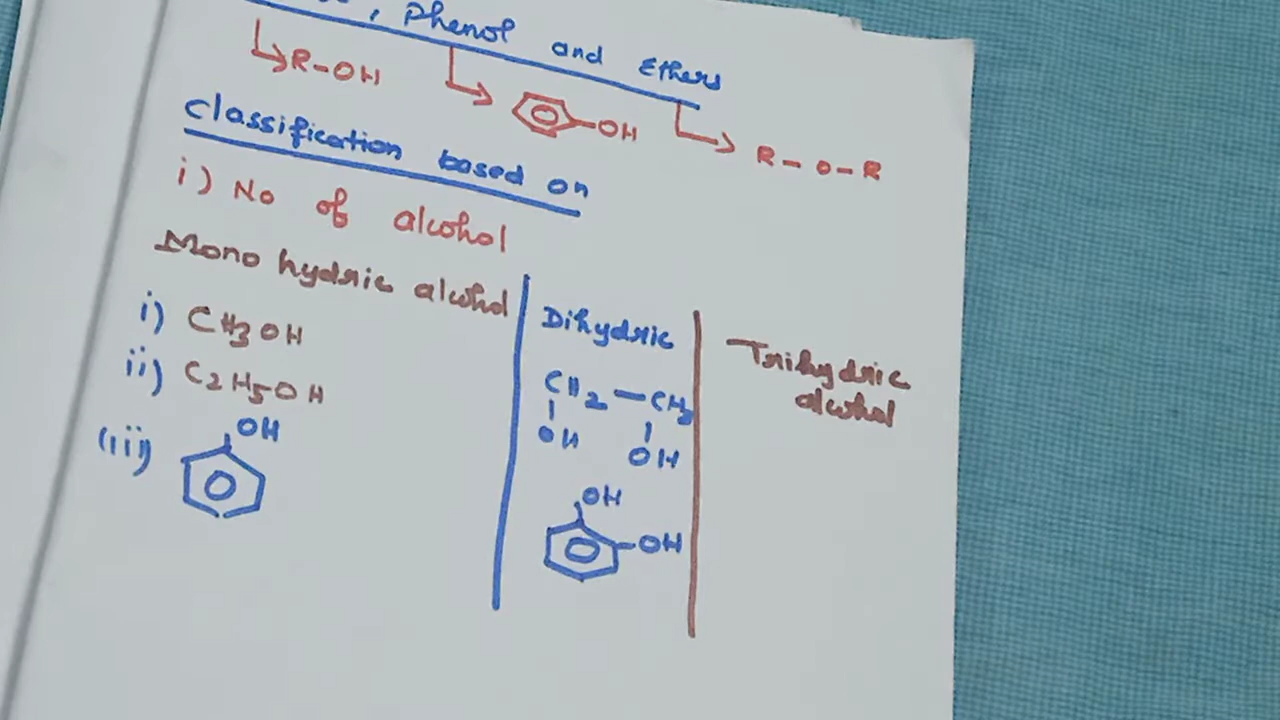 , Phenol and Ethers
R-OH
OH
R-O-R
Classification based on
i) No of alcohol
Mono hydric alcohol
i) CH3OH
ii) C2H5OH
(iii)
OH
Dihydric
CH2-CH2
OH OH
OH
OH
Trihydric
alcohol